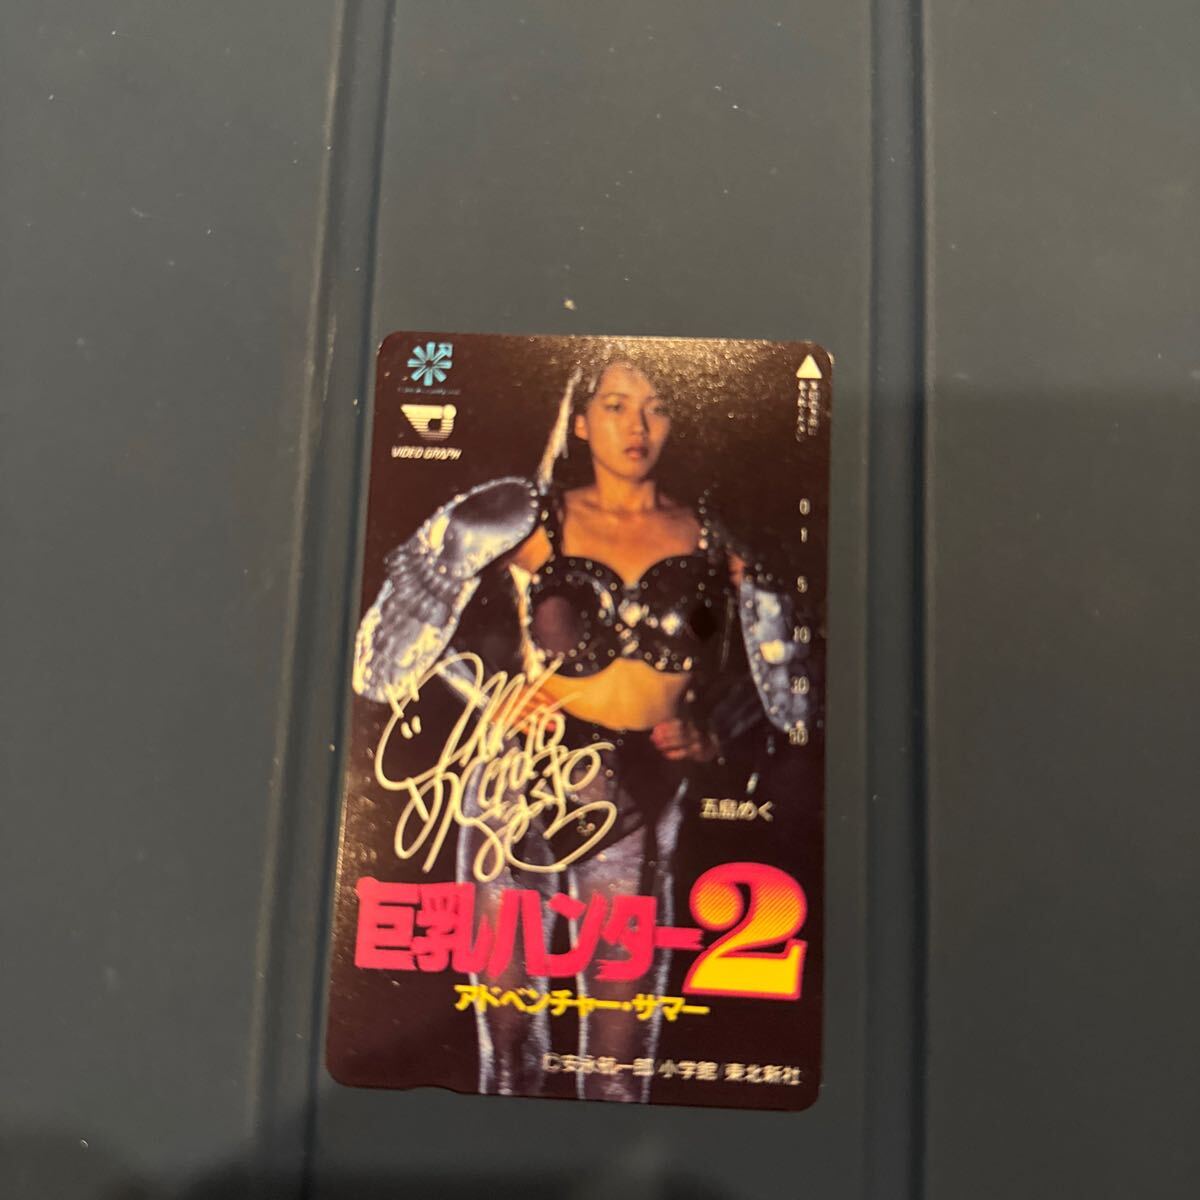 VIDEO GRAPH
0
1
5
10
30
50
五島めぐ
巨乳ハンター2
アドベンチャー・サマー
©安永航一郎 小学館 東北新社